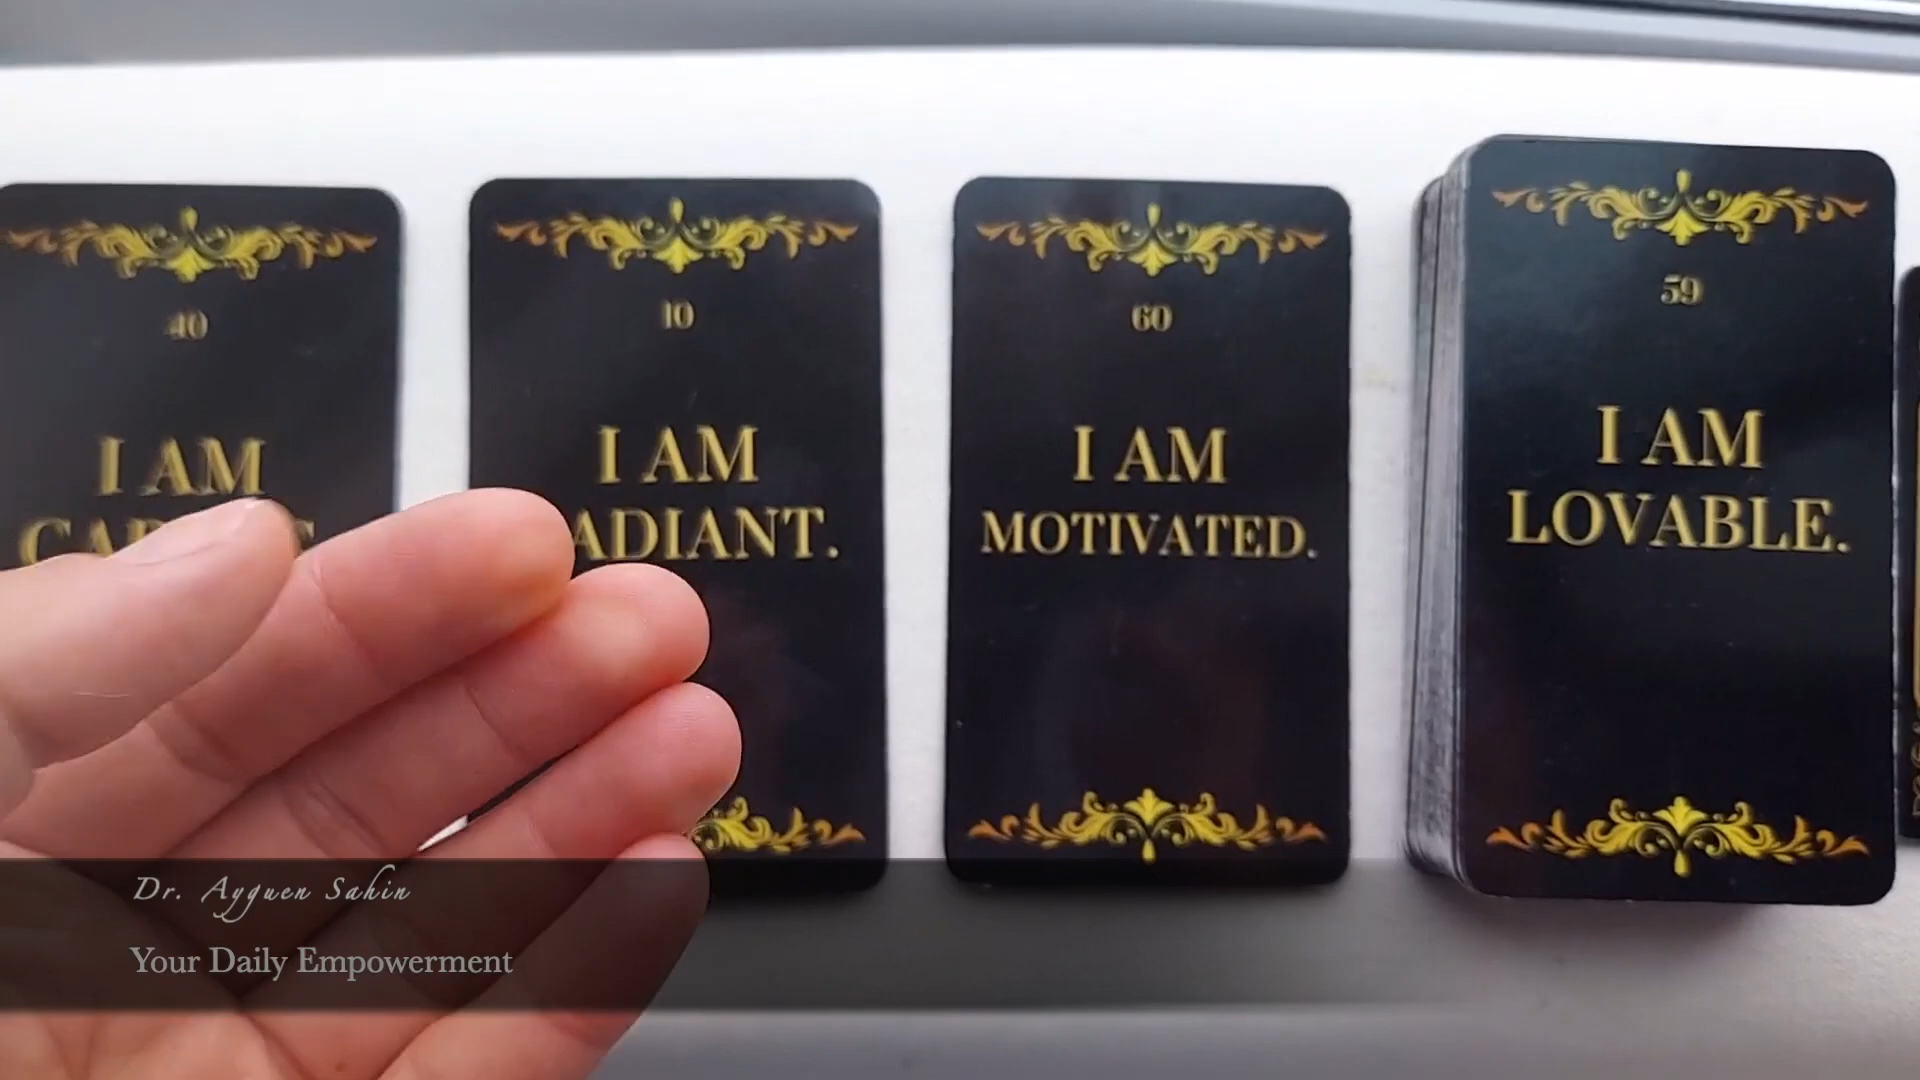 40
I AM
10
I AM
ADIANT.
60
I AM
MOTIVATED.
59
I AM
LOVABLE.
Dr. Ayguen Sahin
Your Daily Empowerment